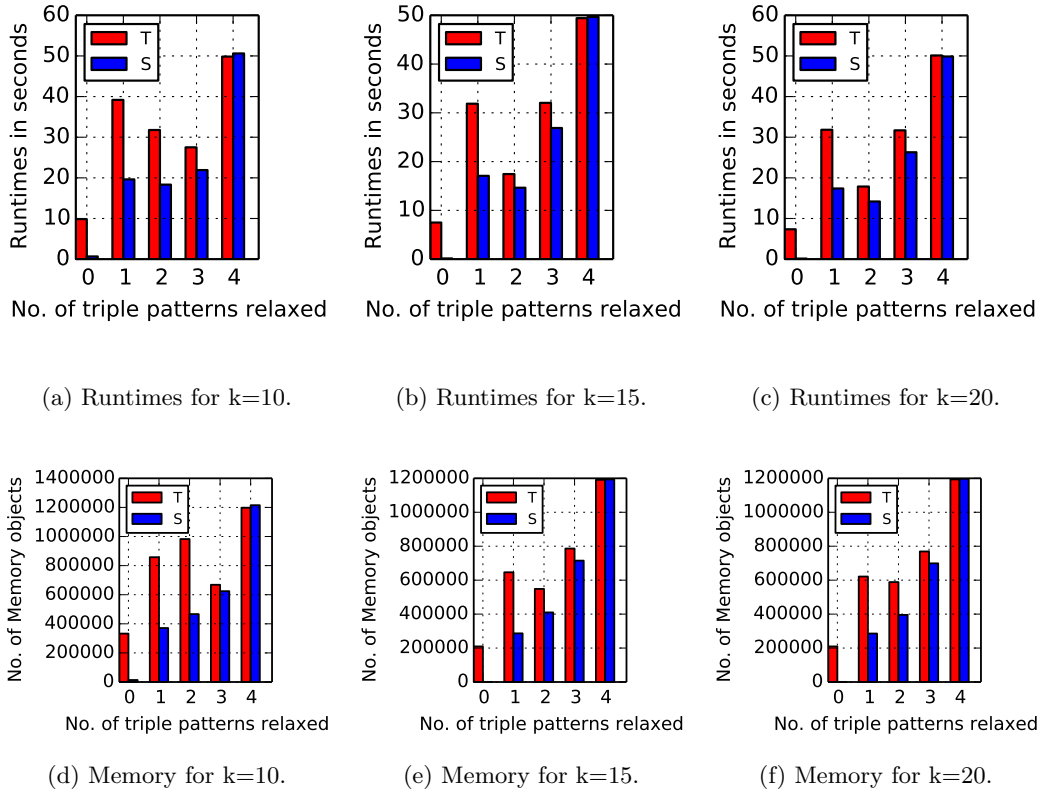 60
50
40
30
20
10
0
Runtimes in seconds
T
S
0 1 2 3 4
No. of triple patterns relaxed
(a) Runtimes for k=10.
50
40
30
20
10
0
Runtimes in seconds
T
S
0 1 2 3 4
No. of triple patterns relaxed
(b) Runtimes for k=15.
60
50
40
30
20
10
0
Runtimes in seconds
T
S
0 1 2 3 4
No. of triple patterns relaxed
(c) Runtimes for k=20.
1400000
1200000
1000000
800000
600000
400000
200000
0
No. of Memory objects
T
S
0 1 2 3 4
No. of triple patterns relaxed
(d) Memory for k=10.
1200000
1000000
800000
600000
400000
200000
0
No. of Memory objects
T
S
0 1 2 3 4
No. of triple patterns relaxed
(e) Memory for k=15.
1200000
1000000
800000
600000
400000
200000
0
No. of Memory objects
T
S
0 1 2 3 4
No. of triple patterns relaxed
(f) Memory for k=20.